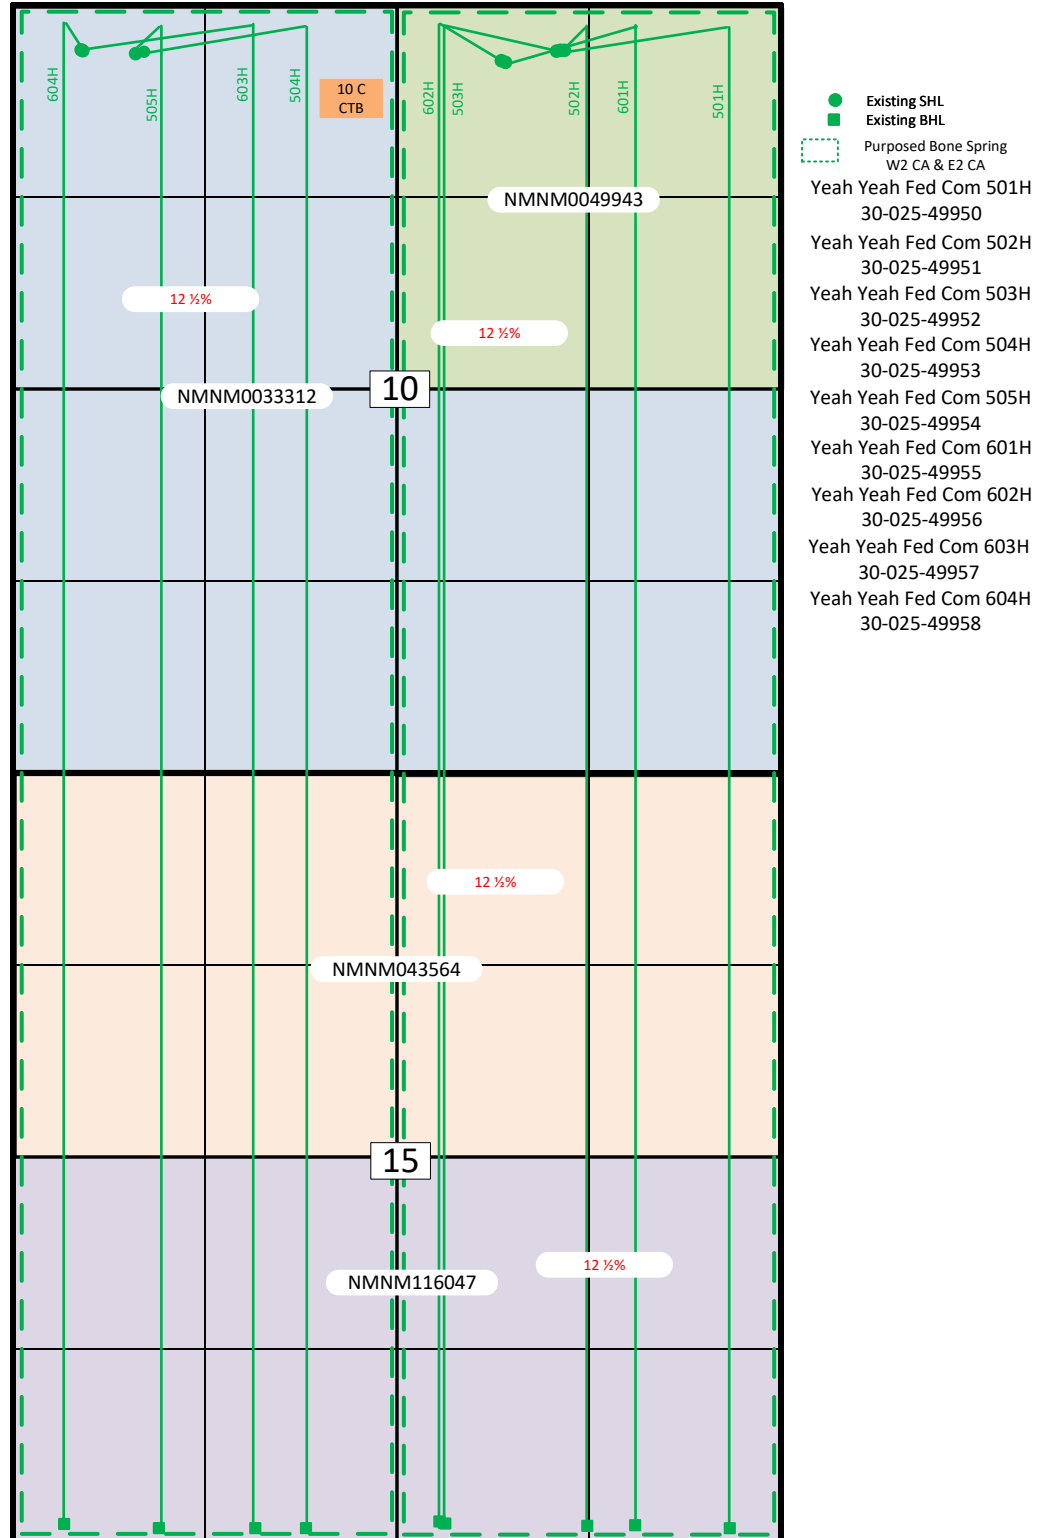 604H
505H
603H
504H
10 C
CTB
602H
503H
502H
601H
501H
NMNM0049943
12 ½%
12 ½%
NMNM0033312
10
12 ½%
NMNM043564
15
12 ½%
NMNM116047
Existing SHL
Existing BHL
Purposed Bone Spring
W2 CA & E2 CA
Yeah Yeah Fed Com 501H
30-025-49950
Yeah Yeah Fed Com 502H
30-025-49951
Yeah Yeah Fed Com 503H
30-025-49952
Yeah Yeah Fed Com 504H
30-025-49953
Yeah Yeah Fed Com 505H
30-025-49954
Yeah Yeah Fed Com 601H
30-025-49955
Yeah Yeah Fed Com 602H
30-025-49956
Yeah Yeah Fed Com 603H
30-025-49957
Yeah Yeah Fed Com 604H
30-025-49958